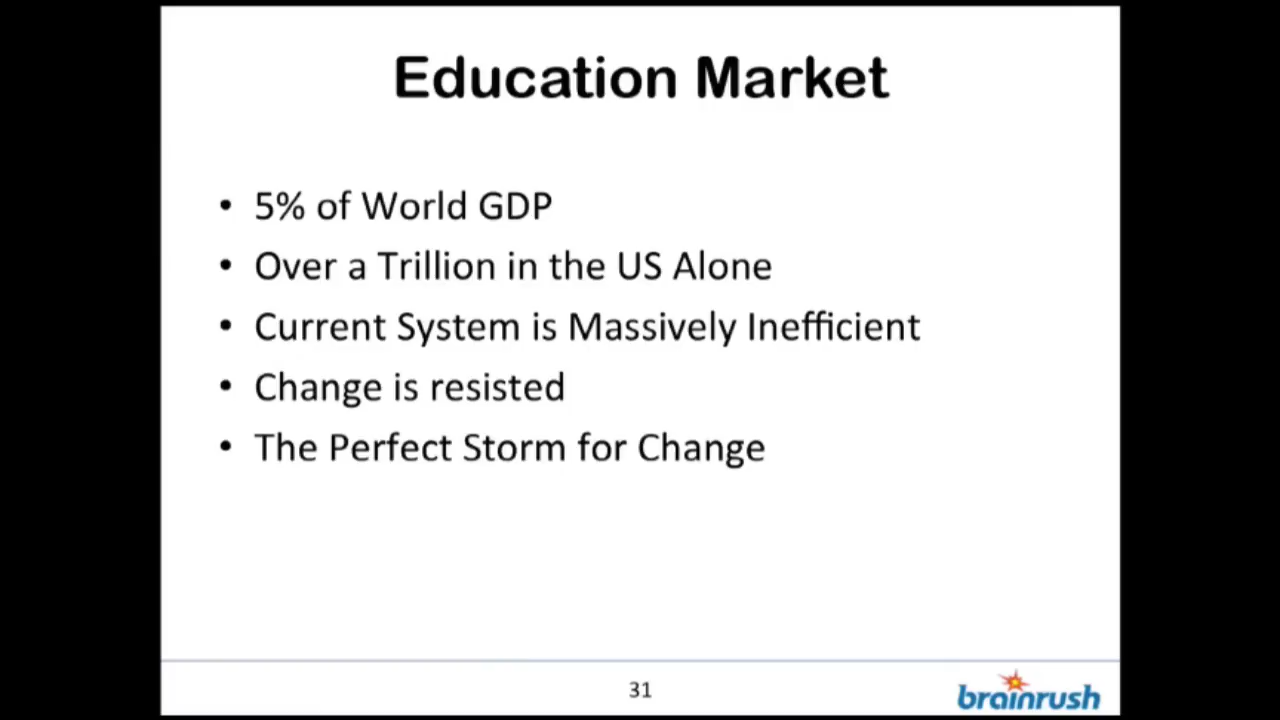 Education Market
• 5% of World GDP
• Over a Trillion in the US Alone
• Current System is Massively Inefficient
• Change is resisted
• The Perfect Storm for Change
31
brainrush